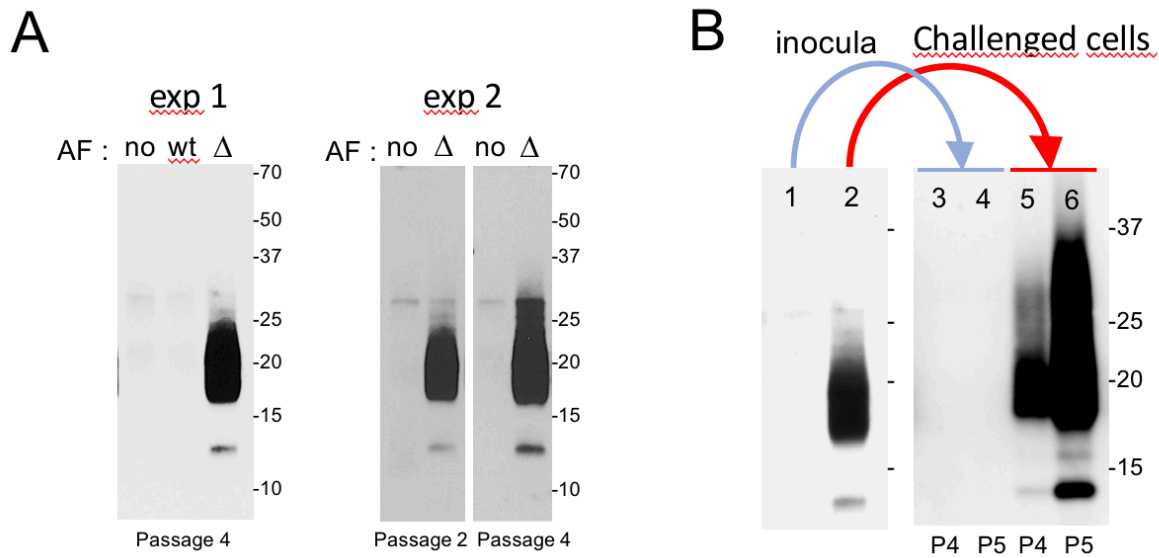 A
exp 1
exp 2
AF : no wt Δ
AF : no Δ no Δ
-70
-50
-37
-25
-20
-15
-10
-70
-50
-37
-25
-20
-15
-10
Passage 4
Passage 2 Passage 4
B
inocula Challenged cells
1 2 3 4 5 6
-37
-25
-20
-15
P4 P5 P4 P5